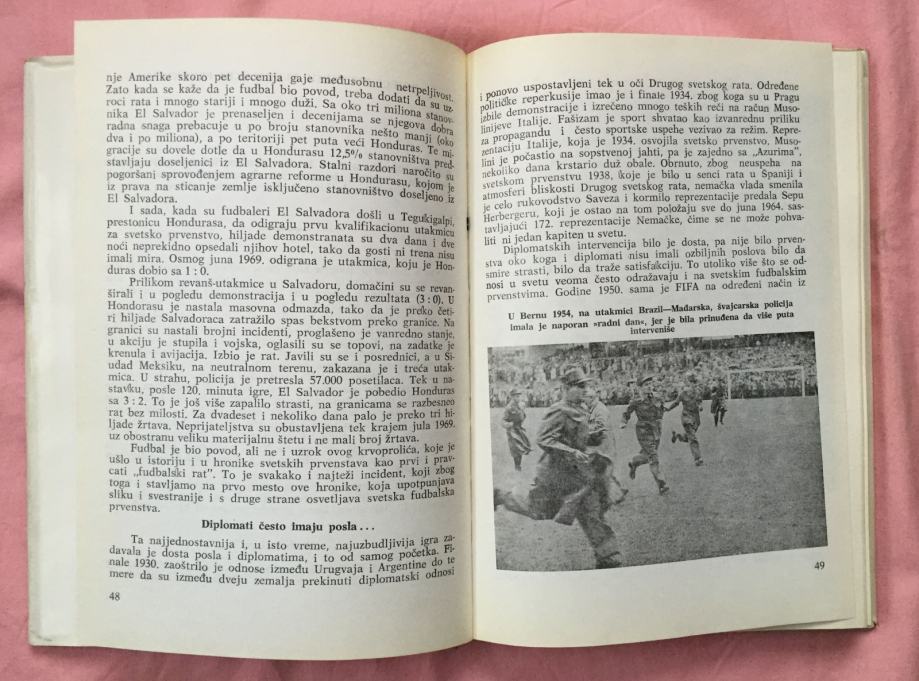 nje Amerike skoro pet decenija gaje međusobnu netrpeljivost.
Zato kada se kaže da je fudbal bio povod, treba dodati da su uz-
roci rata i mnogo stariji i mnogo duži. Sa oko tri miliona stanov-
nika El Salvador je prenaseljen i decenijama se njegova dobra
radna snaga prebacuje u po broju stanovnika nešto manji (oko
dva i po miliona), a po teritoriji pet puta veći Honduras. Te mi-
gracije su dovele dotle da u Hondurasu 12,5% stanovništva pred-
stavljaju doseljenici iz El Salvadora. Stalni razdori naročito su
pogoršani sprovođenjem agrarne reforme u Hondurasu, kojom je
iz prava na sticanje zemlje isključeno stanovništvo doseljeno iz
El Salvadora.
I sada, kada su fudbaleri El Salvadora došli u Tegukigalpi,
prestonicu Hondurasa, da odigraju prvu kvalifikacionu utakmicu
za svetsko prvenstvo, hiljade demonstranata su dva dana i dve
noći neprekidno opsedali njihov hotel, tako da gosti ni trena nisu
imali mira. Osmog juna 1969. odigrana je utakmica, koju je Hon-
duras dobio sa 1 : 0.
Prilikom revanš-utakmice u Salvadoru, domaćini su se revan-
širali i u pogledu demonstracija i u pogledu rezultata (3 : 0). U
Hondorasu je nastala masovna odmazda, tako da je preko četi-
ri hiljade Salvadoraca zatražilo spas bekstvom preko granice. Na
granici su nastali brojni incidenti, proglašeno je vanredno stanje,
u akciju je stupila i vojska, oglasili su se topovi, na zadatke je
krenula i avijacija. Izbio je rat. Javili su se i posrednici, a u Si-
udad Meksiku, na neutralnom terenu, zakazana je i treća utak-
mica. U strahu, policija je pretresla 57.000 posetilaca. Tek u na-
stavku, posle 120. minuta igre, El Salvador je pobedio Honduras
sa 3 : 2. To je još više zapalilo strasti, na granicama se razbesneo
rat bez milosti. Za dvadeset i nekoliko dana palo je preko tri hi-
ljade žrtava. Neprijateljstva su obustavljena tek krajem jula 1969.
uz obostranu veliku materijalnu štetu i ne mali broj žrtava.
Fudbal je bio povod, ali ne i uzrok ovog krvoprolića, koje je
ušlo u istoriju i u hronike svetskih prvenstava kao prvi i prav-
cati „fudbalski rat”. To je svakako i najteži incident, koji zbog
toga i stavljamo na prvo mesto ove hronike, koja upotpunjava
sliku i svestranije i s druge strane osvetljava svetska fudbalska
prvenstva.
Diplomati često imaju posla . . .
Ta najjednostavnija i, u isto vreme, najuzbudljivija igra za-
davala je dosta posla i diplomatima, i to od samog početka. Fi-
nale 1930. zaoštrilo je odnose između Urugvaja i Argentine do te
mere da su između dveju zemalja prekinuti diplomatski odnosi
48
i ponovo uspostavljeni tek u oči Drugog svetskog rata. Određene
političke reperkusije imao je i finale 1934. zbog koga su u Pragu
izbile demonstracije i izrečeno mnogo teških reči na račun Muso-
linijeve Italije. Fašizam je sport shvatao kao izvanrednu priliku
za propagandu i često sportske uspehe vezivao za režim. Repre-
zentaciju Italije, koja je 1934. osvojila svetsko prvenstvo, Muso-
lini je počastio na sopstvenoj jahti, pa je zajedno sa „Azurima”,
nekoliko dana krstario duž obale. Obrnuto, zbog neuspeha na
svetskom prvenstvu 1938, (koje je bilo u senci rata u Španiji i
atmosferi bliskosti Drugog svetskog rata, nemačka vlada smenila
je celo rukovodstvo Saveza i kormilo reprezentacije predala Sepu
Herbergeru, koji je ostao na tom položaju sve do juna 1964. sas-
tavljajući 172. reprezentacije Nemačke, čime se ne može pohva-
liti ni jedan kapiten u svetu.
Diplomatskih intervencija bilo je dosta, pa nije bilo prven-
stva oko koga i diplomati nisu imali ozbiljnih poslova bilo da
smire strasti, bilo da traže satisfakciju. To utoliko više što se od-
nosi u svetu veoma često odražavaju i na svetskim fudbalskim
prvenstvima. Godine 1950. sama je FIFA na određeni način iz
U Bernu 1954, na utakmici Brazil—Mađarska, švajcarska policija
imala je naporan »radni dan«, jer je bila prinuđena da više puta
interveniše
49